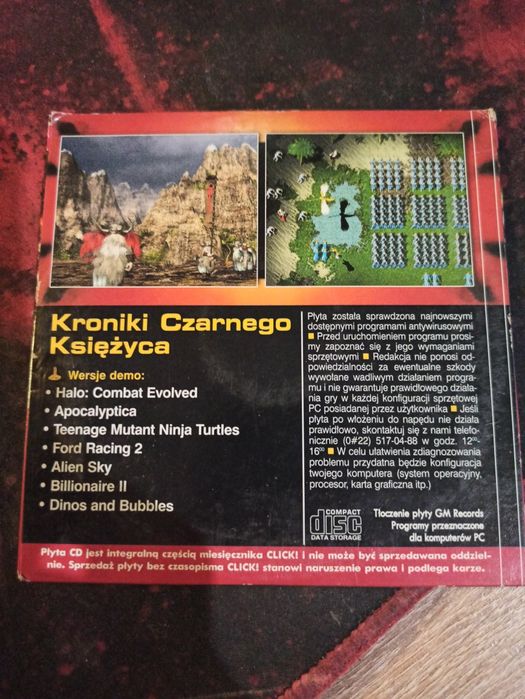 Kroniki Czarnego
Księżyca
Wersje demo:
• Halo: Combat Evolved
• Apocalyptica
• Teenage Mutant Ninja Turtles
• Ford Racing 2
• Alien Sky
• Billionaire II
• Dinos and Bubbles
Płyta została sprawdzona najnowszymi
dostępnymi programami antywirusowymi
■ Przed uruchomieniem programu prosi-
my zapoznać się z jego wymaganiami
sprzętowymi ■ Redakcja nie ponosi od-
powiedzialności za ewentualne szkody
wywołane wadliwym działaniem progra-
mu i nie gwarantuje prawidłowego działa-
nia gry w każdej konfiguracji sprzętowej
PC posiadanej przez użytkownika ■ Jeśli
płyta po włożeniu do napędu nie działa
prawidłowo, skontaktuj się z nami telefo-
nicznie (0#22) 517-04-88 w godz. 12⁰⁰-
16⁰⁰ ■ W celu ułatwienia zdiagnozowania
problemu przydatna będzie konfiguracja
twojego komputera (system operacyjny,
procesor, karta graficzna itp.)
COMPACT
disc
DATA STORAGE
Tłoczenie płyty GM Records
Programy przeznaczone
dla komputerów PC
Płyta CD jest integralną częścią miesięcznika CLICK! i nie może być sprzedawana oddziel-
nie. Sprzedaż płyty bez czasopisma CLICK! stanowi naruszenie prawa i podlega karze.